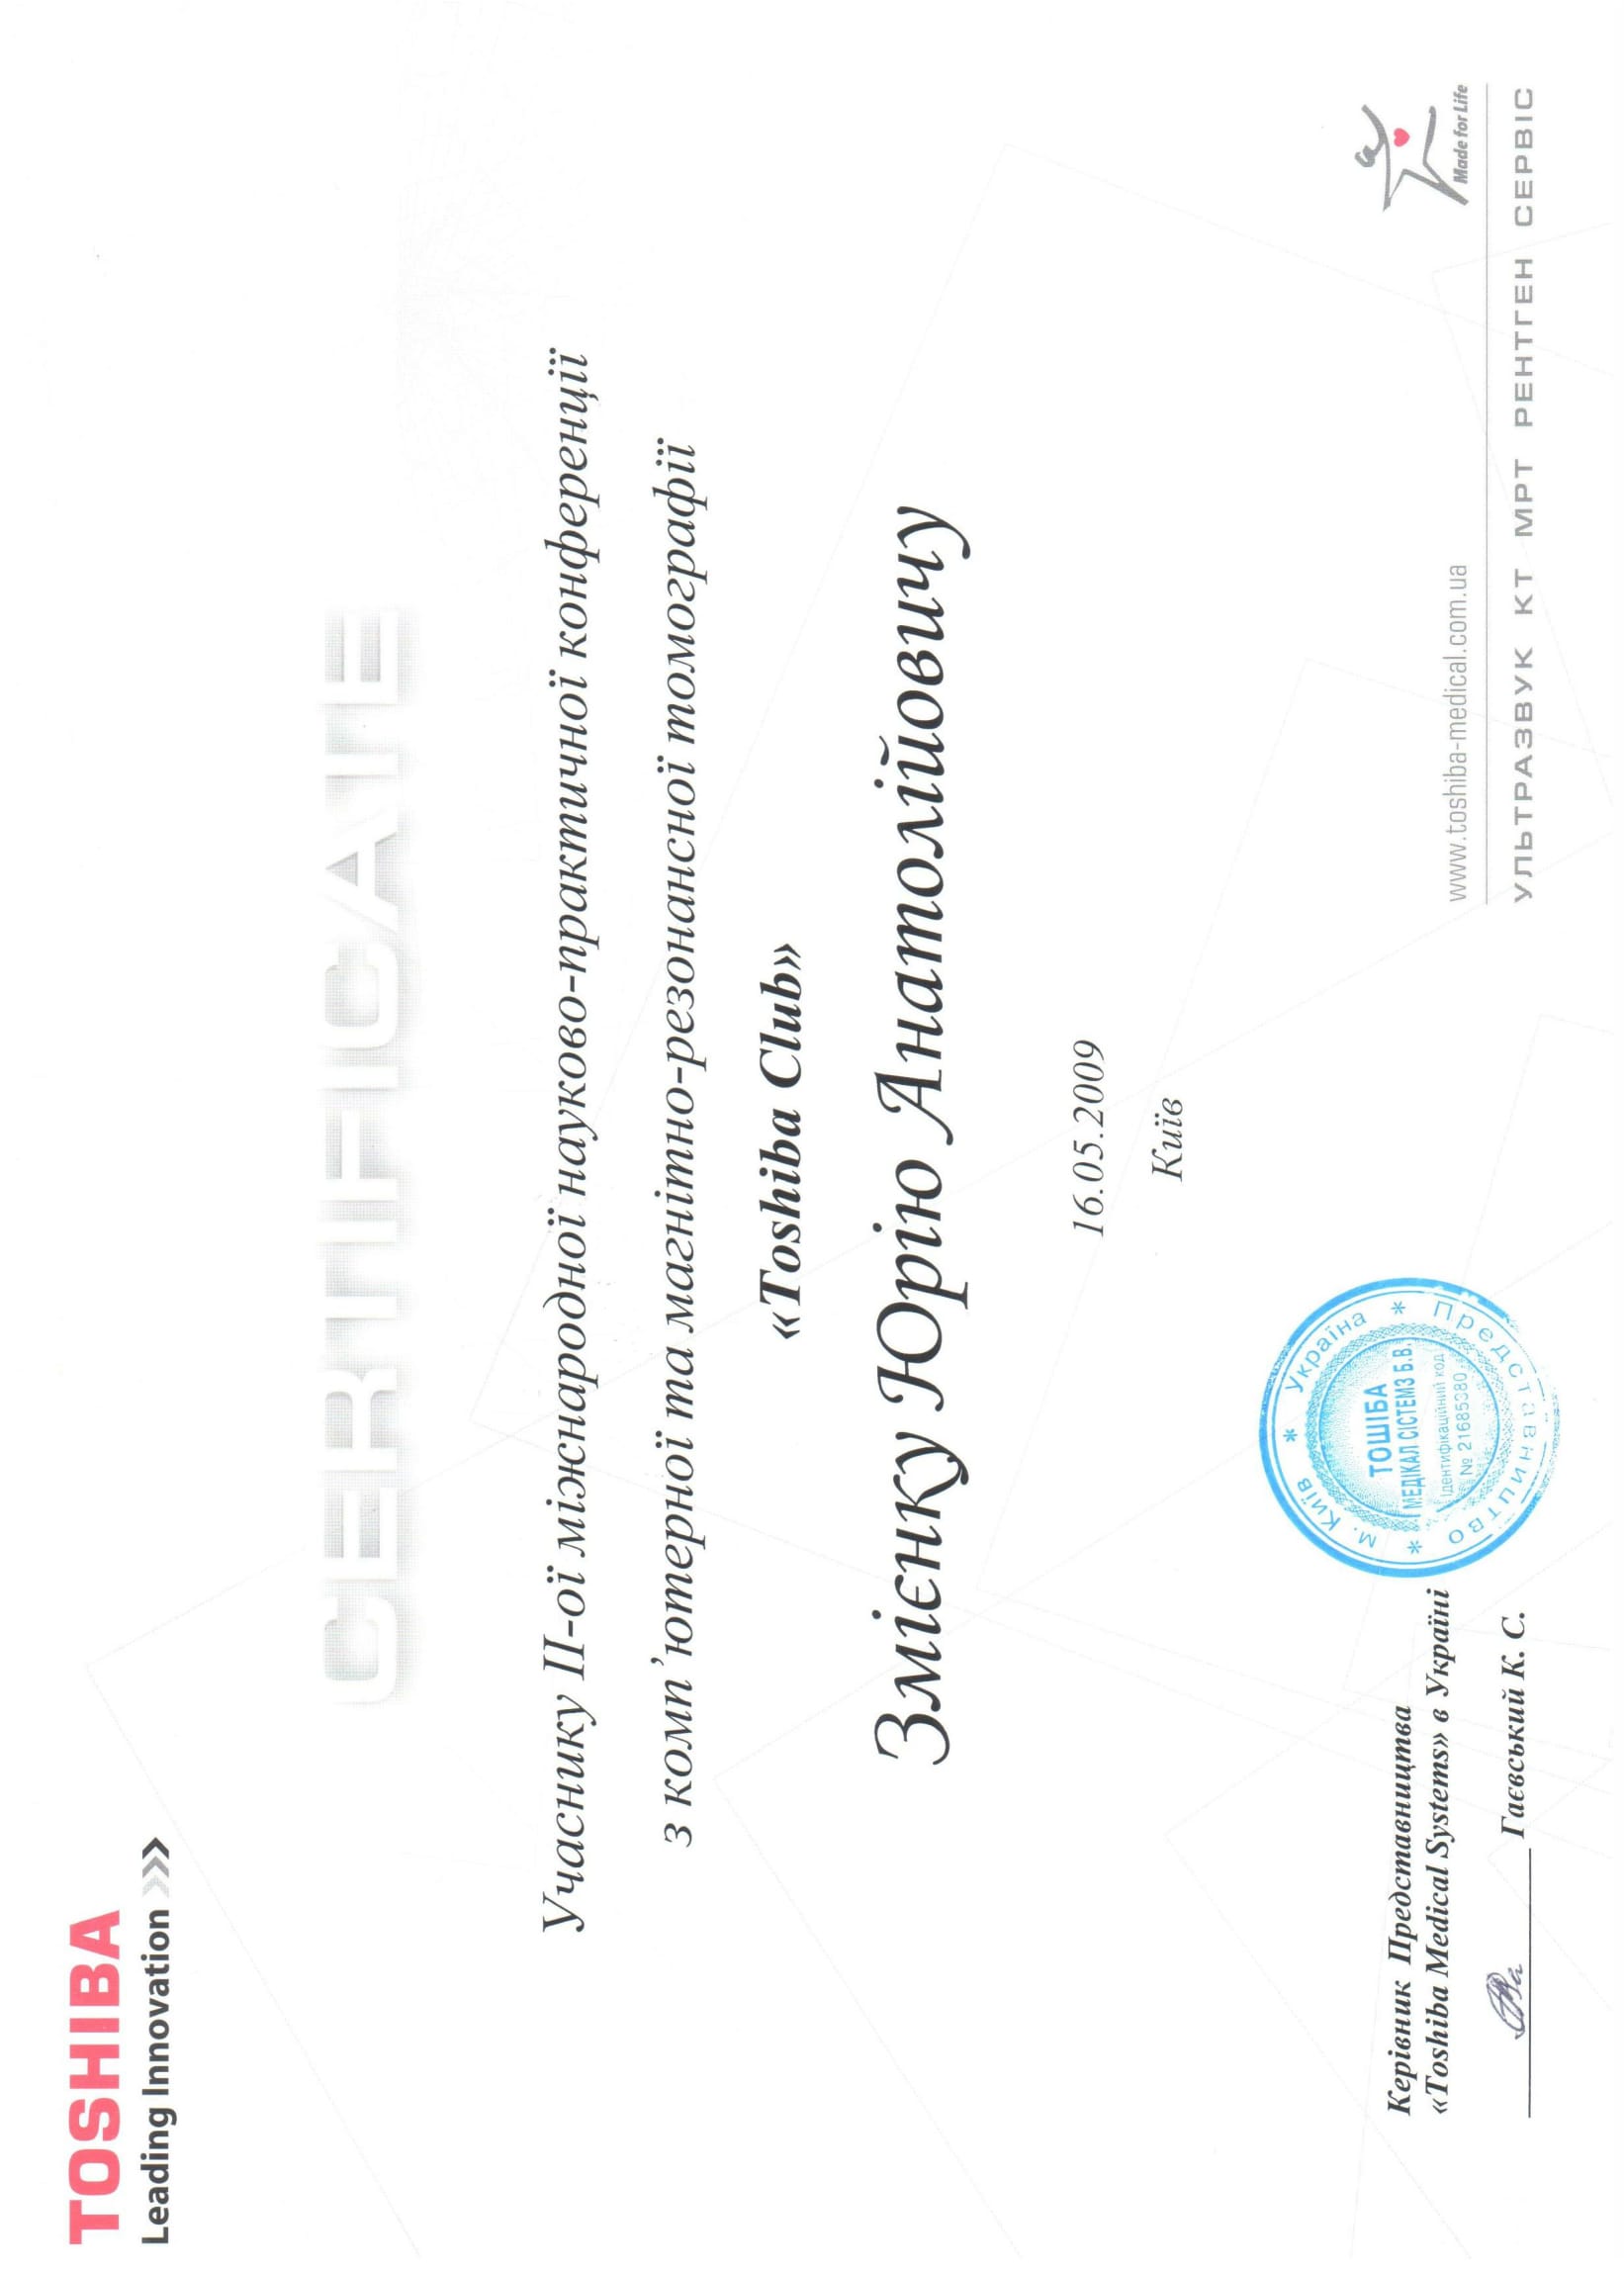 TOSHIBA
Leading Innovation >>>
CERTIFICATE
Учаснику II-ої міжнародної науково-практичної конференції
з комп'ютерної та магнітно-резонансної томографії
«Toshiba Club»
Змієнку Юрію Анатолійовичу
16.05.2009
Київ
Керівник Представництва
«Toshiba Medical Systems» в Україні
Гаєвський К. С.
м. Київ * Україна *
Представництво *
ТОШІБА
МЕДІКАЛ СІСТЕМЗ Б.В.
Ідентифікаційний код
№ 21685380
Made for Life
www.toshiba-medical.com.ua
УЛЬТРАЗВУК КТ МРТ РЕНТГЕН СЕРВІС